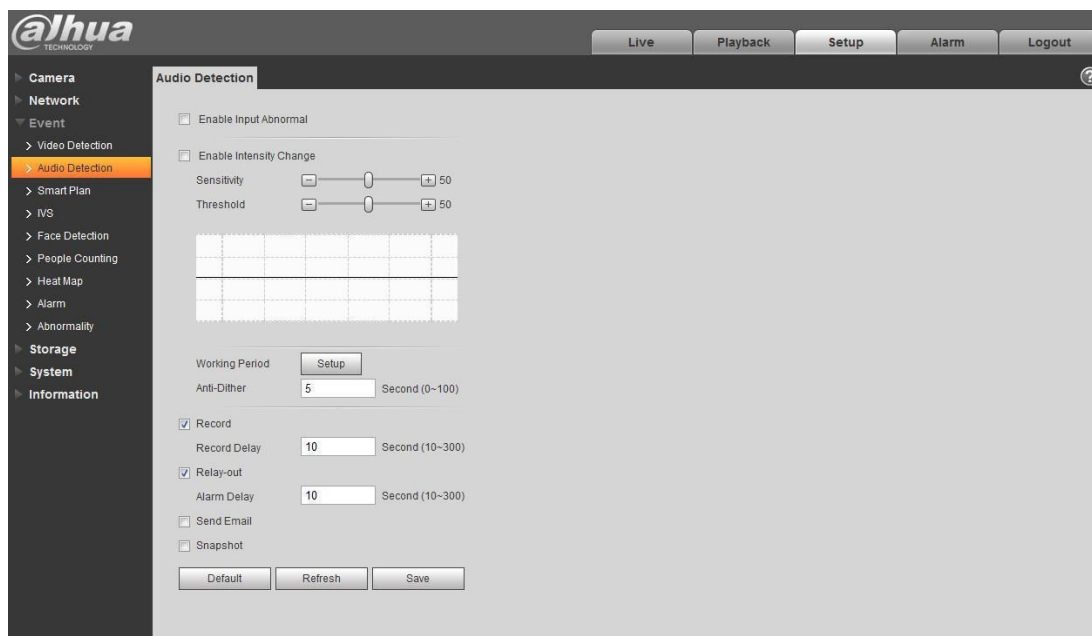 alhua
TECHNOLOGY
Live Playback Setup Alarm Logout
Camera
Network
Event
> Video Detection
> Audio Detection
> Smart Plan
> IVS
> Face Detection
> People Counting
> Heat Map
> Alarm
> Abnormality
Storage
System
Information
Audio Detection ?
Enable Input Abnormal
Enable Intensity Change
Sensitivity - + 50
Threshold - + 50
Working Period Setup
Anti-Dither 5 Second (0~100)
Record
Record Delay 10 Second (10~300)
Relay-out
Alarm Delay 10 Second (10~300)
Send Email
Snapshot
Default Refresh Save